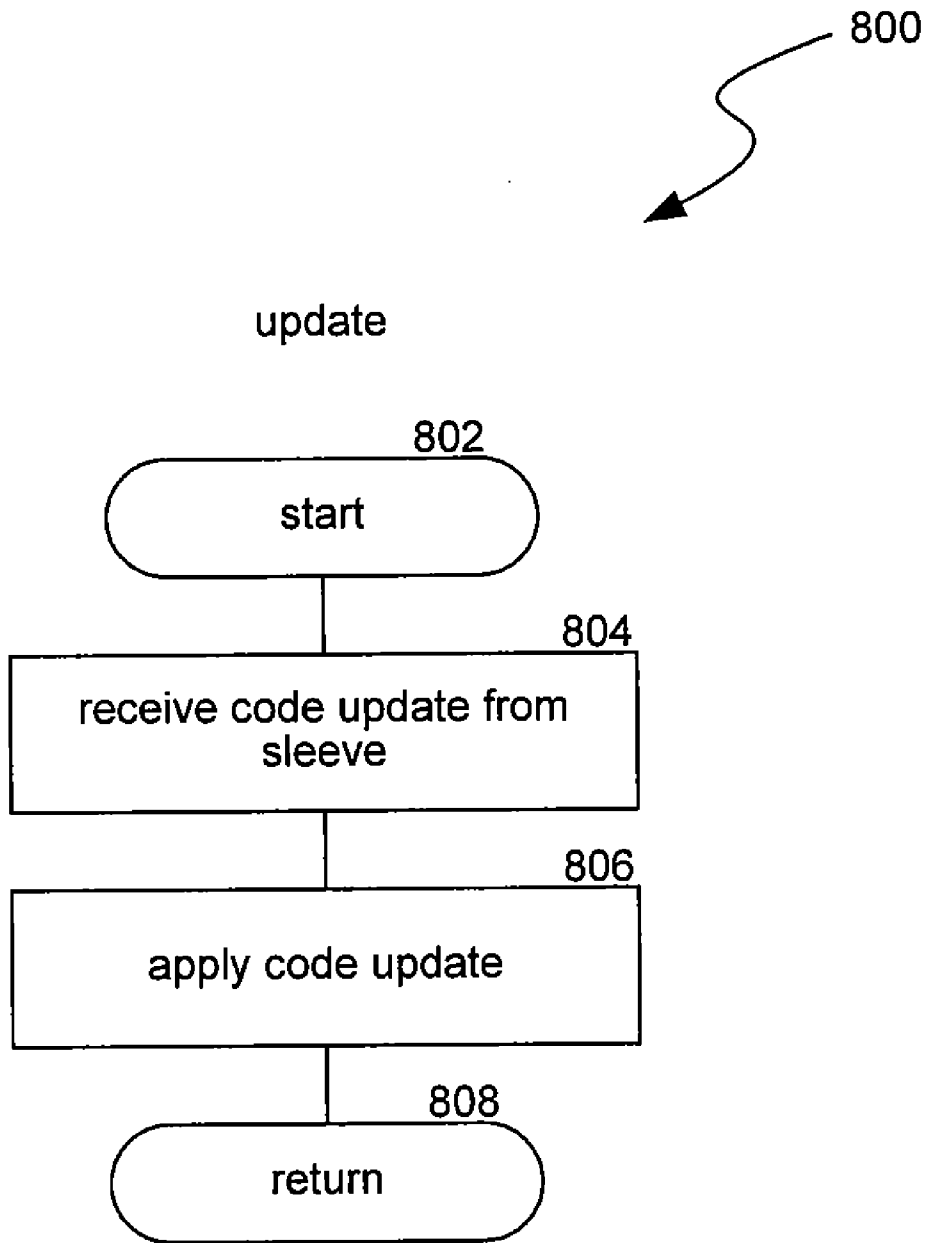 800
update
802
start
804
receive code update from
sleeve
806
apply code update
808
return